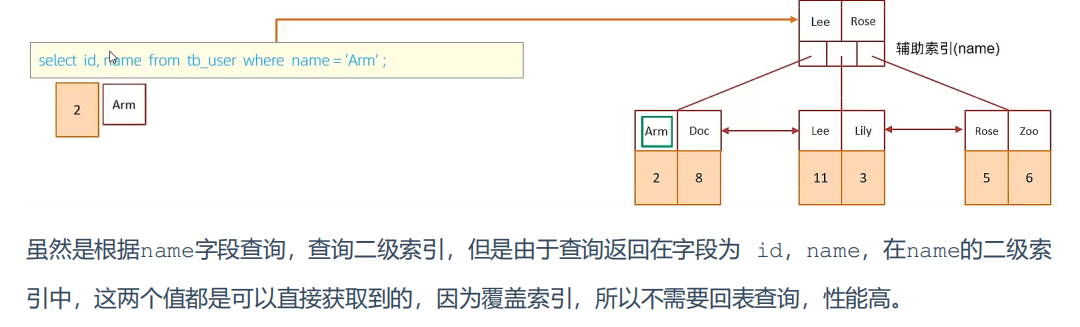 Lee Rose
辅助索引(name)
select id, name from tb_user where name = 'Arm' ;
2 Arm
Arm Doc Lee Lily Rose Zoo
2 8 11 3 5 6
虽然是根据name字段查询，查询二级索引，但是由于查询返回在字段为 id，name，在name的二级索
引中，这两个值都是可以直接获取到的，因为覆盖索引，所以不需要回表查询，性能高。